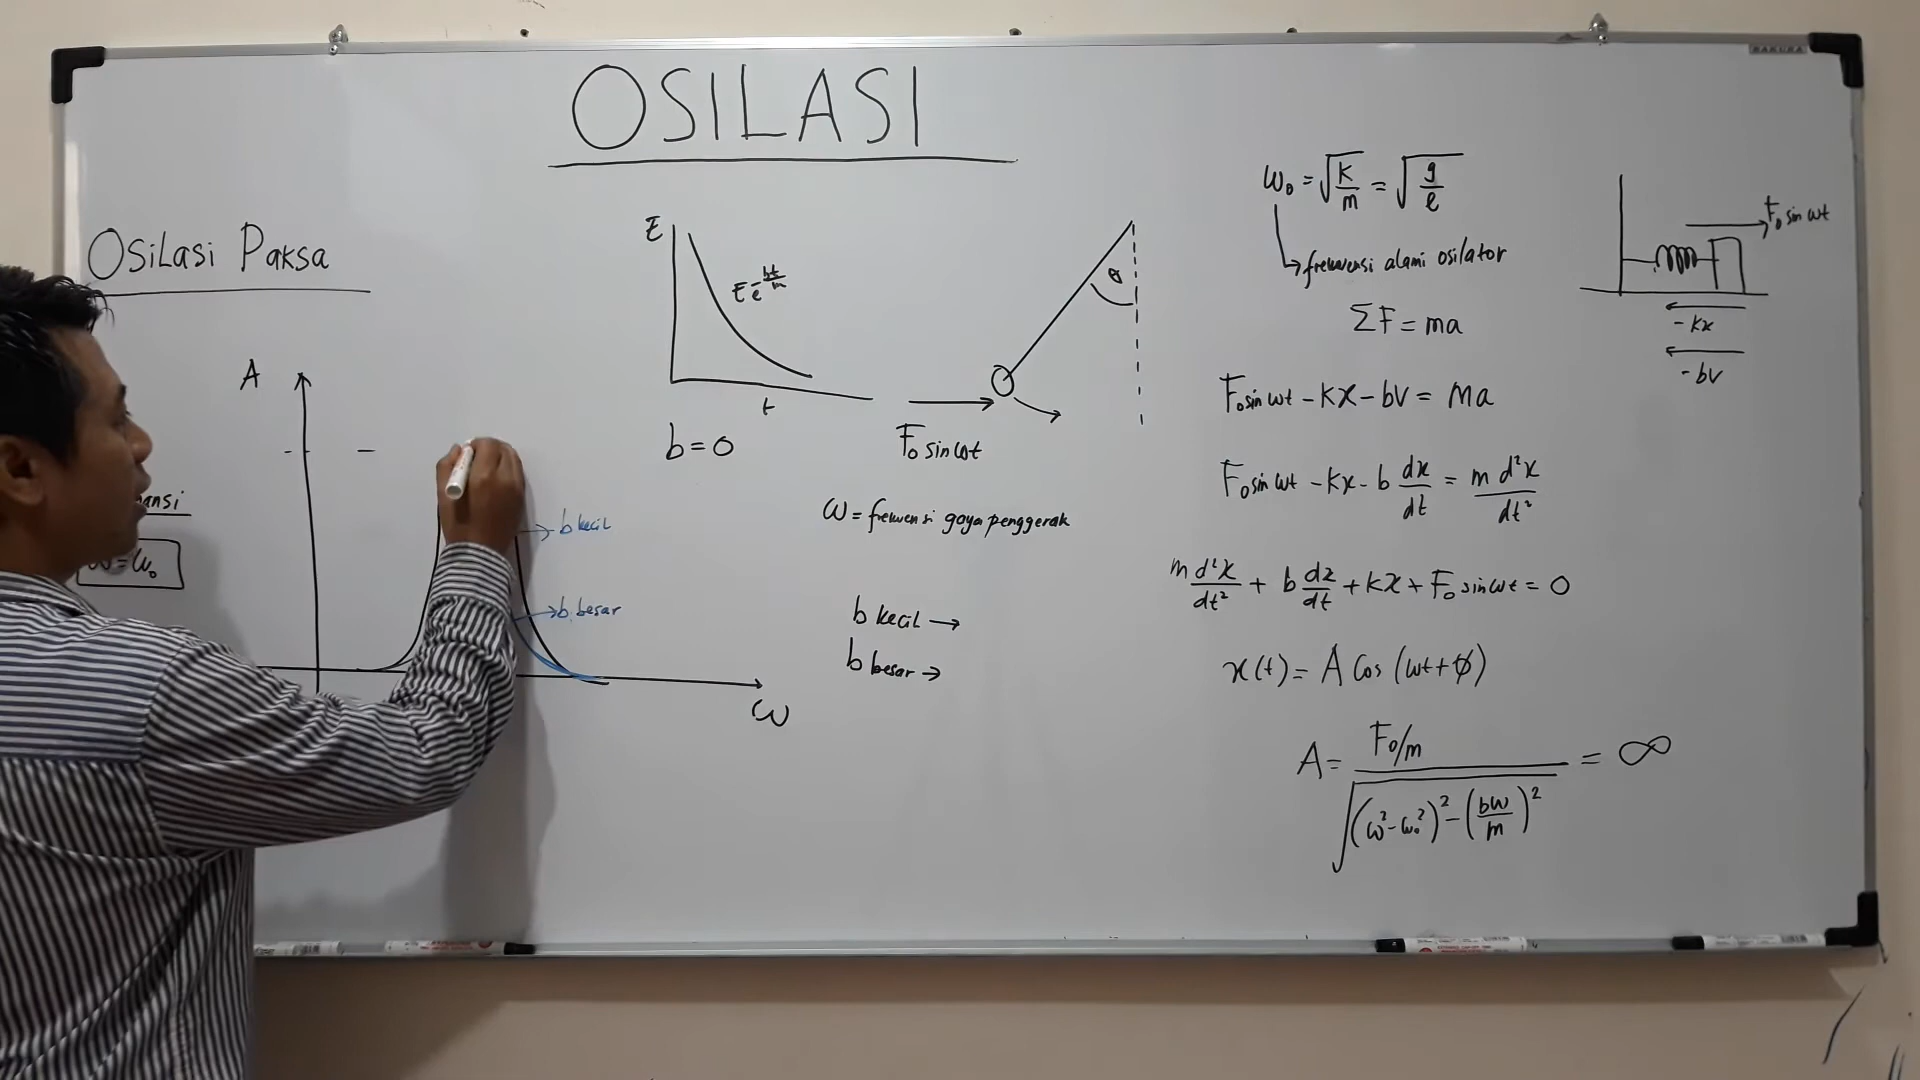 OSILASI
Osilasi Paksa
A
ω = ω₀
ω
b kecil
b besar
E
E e^{-bt/m}
t
b = 0
θ
F₀ sin ωt
ω = frekuensi gaya penggerak
b kecil →
b besar →
ω₀ = √(k/m) = √(g/l)
frekuensi alami osilator
ΣF = ma
F₀ sin ωt - kx - bv = ma
F₀ sin ωt - kx - b dx/dt = m d²x/dt²
m d²x/dt² + b dx/dt + kx + F₀ sin ωt = 0
x(t) = A cos (ωt + φ)
A = F₀/m / √((ω² - ω₀²)² - (bω/m)²) = ∞
F₀ sin ωt
-kx
-bv
SAKURA